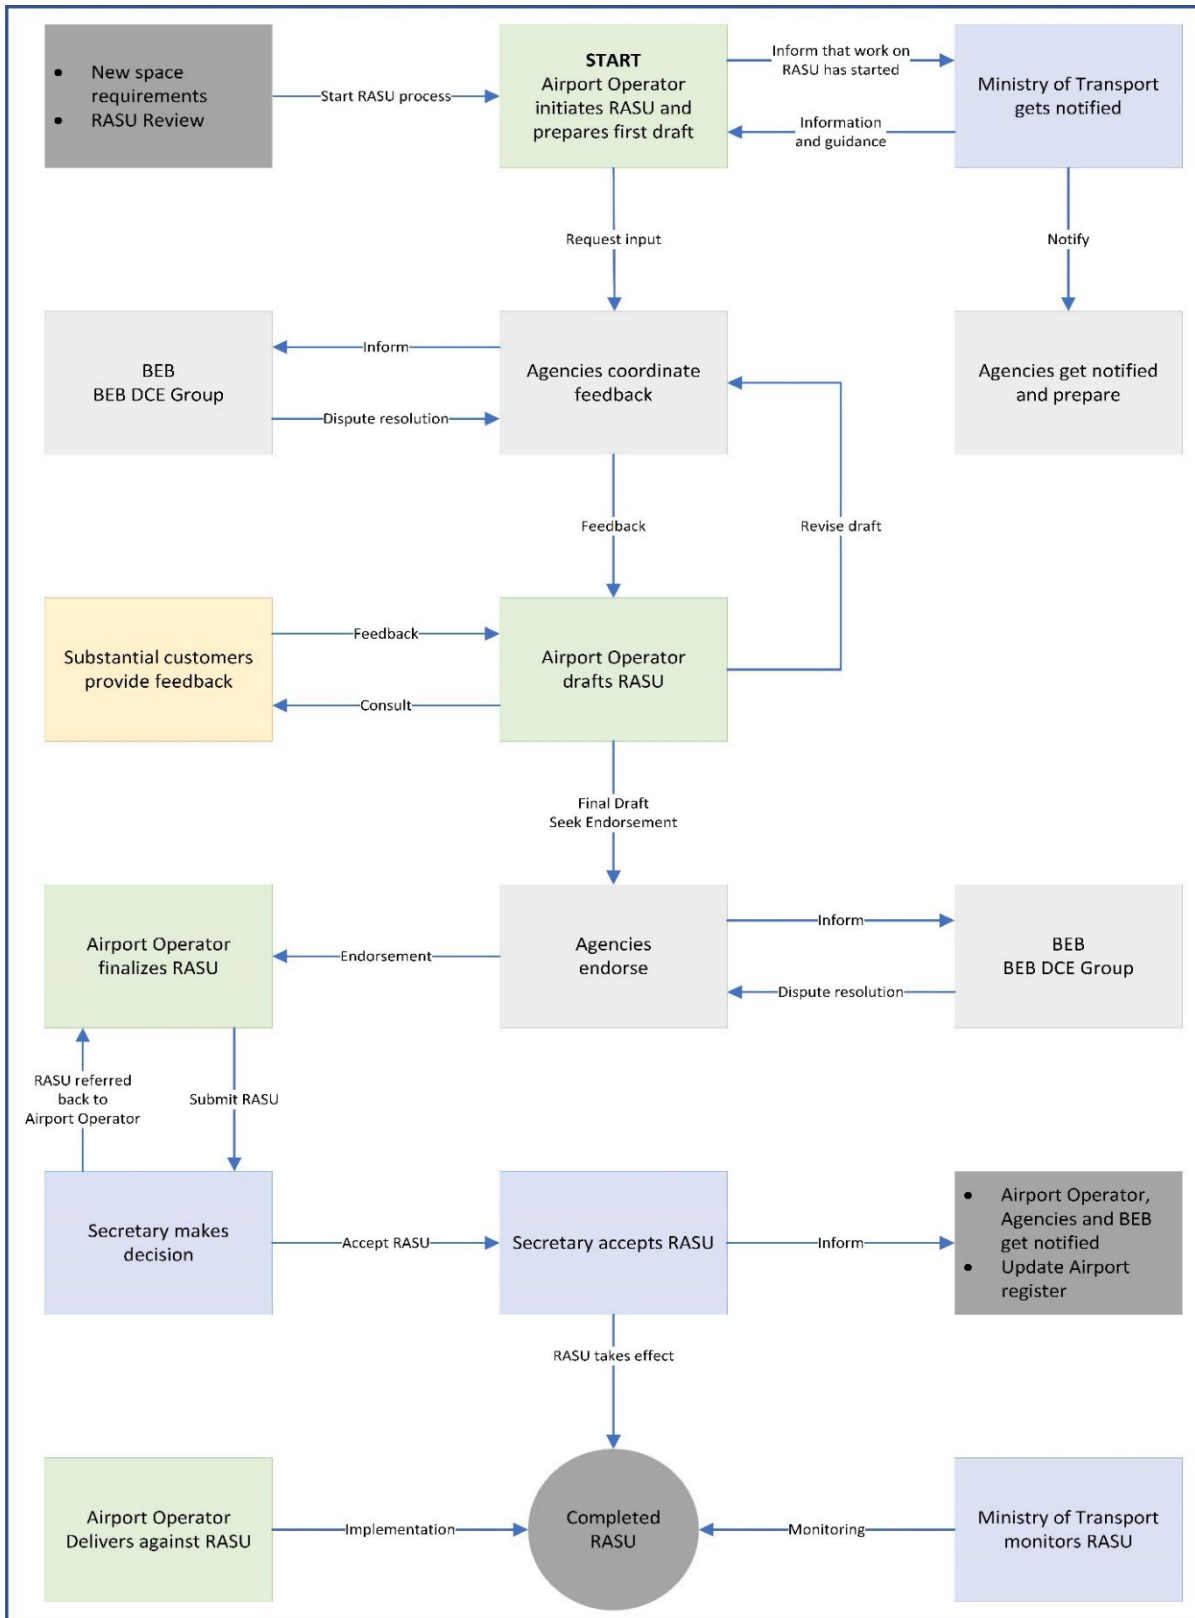 • New space
requirements
• RASU Review
Start RASU process
START
Airport Operator
initiates RASU and
prepares first draft
Inform that work on
RASU has started
Information
and guidance
Ministry of Transport
gets notified
Request input
Notify
BEB
BEB DCE Group
Inform
Dispute resolution
Agencies coordinate
feedback
Agencies get notified
and prepare
Feedback
Revise draft
Substantial customers
provide feedback
Feedback
Consult
Airport Operator
drafts RASU
Final Draft
Seek Endorsement
Airport Operator
finalizes RASU
Endorsement
Agencies
endorse
Inform
Dispute resolution
BEB
BEB DCE Group
RASU referred
back to
Airport Operator
Submit RASU
Secretary makes
decision
Accept RASU
Secretary accepts RASU
Inform
• Airport Operator,
Agencies and BEB
get notified
• Update Airport
register
RASU takes effect
Airport Operator
Delivers against RASU
Implementation
Completed
RASU
Monitoring
Ministry of Transport
monitors RASU